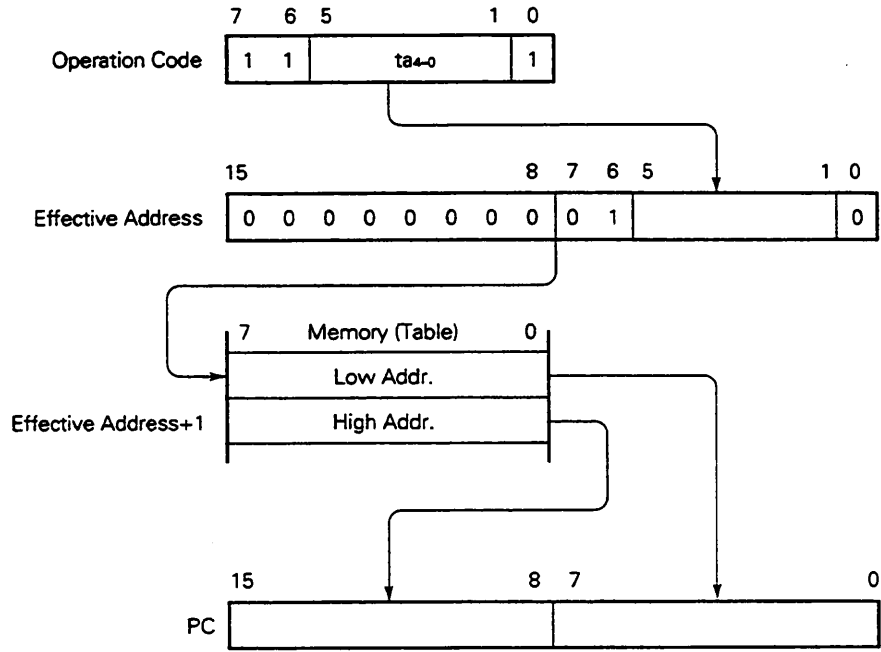 7 6 5 1 0
Operation Code 1 1 ta4–0 1
15 8 7 6 5 1 0
Effective Address 0 0 0 0 0 0 0 0 0 1 0
7 Memory (Table) 0
Low Addr.
Effective Address+1 High Addr.
15 8 7 0
PC